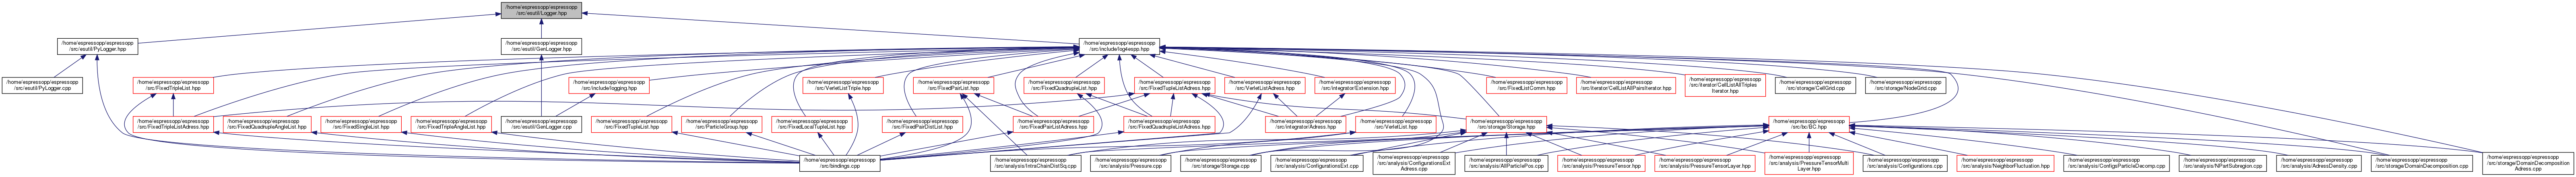 /home/espressopp/espressopp
/src/esutil/Logger.hpp
/home/espressopp/espressopp
/src/esutil/PyLogger.hpp
/home/espressopp/espressopp
/src/esutil/GenLogger.hpp
/home/espressopp/espressopp
/src/include/log4espp.hpp
/home/espressopp/espressopp
/src/esutil/PyLogger.cpp
/home/espressopp/espressopp
/src/FixedTripleList.hpp
/home/espressopp/espressopp
/src/include/logging.hpp
/home/espressopp/espressopp
/src/VerletListTriple.hpp
/home/espressopp/espressopp
/src/FixedPairList.hpp
/home/espressopp/espressopp
/src/FixedQuadrupleList.hpp
/home/espressopp/espressopp
/src/FixedTupleListAdress.hpp
/home/espressopp/espressopp
/src/VerletListAdress.hpp
/home/espressopp/espressopp
/src/integrator/Extension.hpp
/home/espressopp/espressopp
/src/FixedListComm.hpp
/home/espressopp/espressopp
/src/iterator/CellListAllPairsIterator.hpp
/home/espressopp/espressopp
/src/iterator/CellListAllTriples
Iterator.hpp
/home/espressopp/espressopp
/src/storage/CellGrid.cpp
/home/espressopp/espressopp
/src/storage/NodeGrid.cpp
/home/espressopp/espressopp
/src/FixedTripleListAdress.hpp
/home/espressopp/espressopp
/src/FixedQuadrupleAngleList.hpp
/home/espressopp/espressopp
/src/FixedSingleList.hpp
/home/espressopp/espressopp
/src/FixedTripleAngleList.hpp
/home/espressopp/espressopp
/src/esutil/GenLogger.cpp
/home/espressopp/espressopp
/src/FixedTupleList.hpp
/home/espressopp/espressopp
/src/ParticleGroup.hpp
/home/espressopp/espressopp
/src/FixedLocalTupleList.hpp
/home/espressopp/espressopp
/src/FixedPairDistList.hpp
/home/espressopp/espressopp
/src/FixedPairListAdress.hpp
/home/espressopp/espressopp
/src/FixedQuadrupleListAdress.hpp
/home/espressopp/espressopp
/src/integrator/Adress.hpp
/home/espressopp/espressopp
/src/VerletList.hpp
/home/espressopp/espressopp
/src/storage/Storage.hpp
/home/espressopp/espressopp
/src/bc/BC.hpp
/home/espressopp/espressopp
/src/bindings.cpp
/home/espressopp/espressopp
/src/analysis/IntraChainDistSq.cpp
/home/espressopp/espressopp
/src/analysis/Pressure.cpp
/home/espressopp/espressopp
/src/storage/Storage.cpp
/home/espressopp/espressopp
/src/analysis/ConfigurationsExt.cpp
/home/espressopp/espressopp
/src/analysis/ConfigurationsExt
Adress.cpp
/home/espressopp/espressopp
/src/analysis/AllParticlePos.cpp
/home/espressopp/espressopp
/src/analysis/PressureTensor.hpp
/home/espressopp/espressopp
/src/analysis/PressureTensorLayer.hpp
/home/espressopp/espressopp
/src/analysis/PressureTensorMulti
Layer.hpp
/home/espressopp/espressopp
/src/analysis/Configurations.cpp
/home/espressopp/espressopp
/src/analysis/NeighborFluctuation.hpp
/home/espressopp/espressopp
/src/analysis/ConfigsParticleDecomp.cpp
/home/espressopp/espressopp
/src/analysis/NPartSubregion.cpp
/home/espressopp/espressopp
/src/analysis/AdressDensity.cpp
/home/espressopp/espressopp
/src/storage/DomainDecomposition.cpp
/home/espressopp/espressopp
/src/storage/DomainDecomposition
Adress.cpp